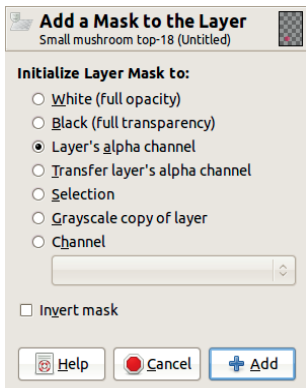 Add a Mask to the Layer
Small mushroom top-18 (Untitled)
Initialize Layer Mask to:
White (full opacity)
Black (full transparency)
Layer's alpha channel
Transfer layer's alpha channel
Selection
Grayscale copy of layer
Channel
Invert mask
Help Cancel Add